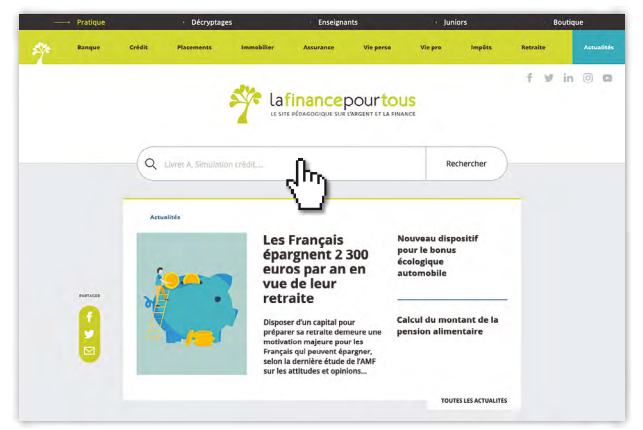 Pratique
Décryptages
Enseignants
Juniors
Boutique
Banque
Crédit
Placements
Immobilier
Assurance
Vie perso
Vie pro
Impôts
Retraite
Actualités
lafinancepourtous
LE SITE PÉDAGOGIQUE SUR L'ARGENT ET LA FINANCE
Livret A, Simulation crédit,...
Rechercher
Actualités
Les Français
épargnent 2 300
euros par an en
vue de leur
retraite
Disposer d'un capital pour
préparer sa retraite demeure une
motivation majeure pour les
Français qui peuvent épargner,
selon la dernière étude de l'AMF
sur les attitudes et opinions...
Nouveau dispositif
pour le bonus
écologique
automobile
Calcul du montant de la
pension alimentaire
PARTAGER
TOUTES LES ACTUALITÉS